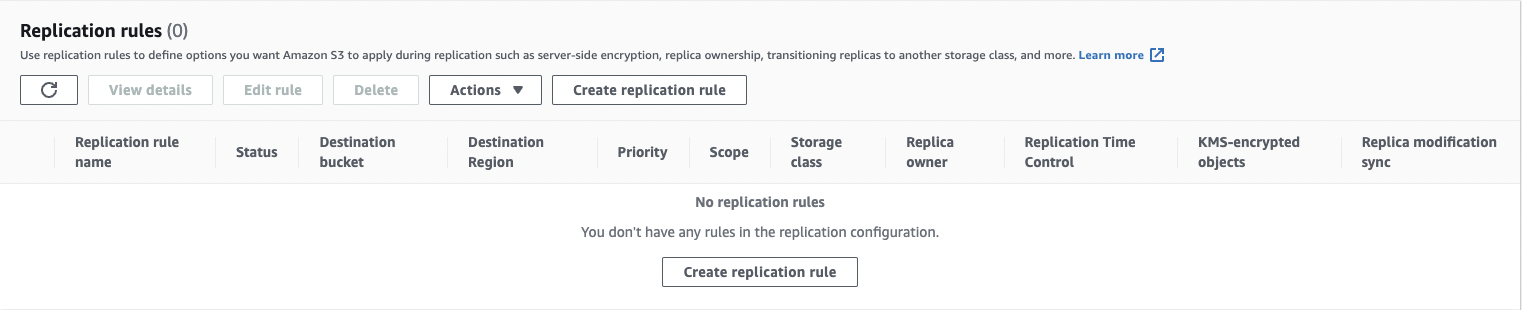 Replication rules (0)
Use replication rules to define options you want Amazon S3 to apply during replication such as server-side encryption, replica ownership, transitioning replicas to another storage class, and more. Learn more
View details Edit rule Delete Actions Create replication rule
Replication rule name Status Destination bucket Destination Region Priority Scope Storage class Replica owner Replication Time Control KMS-encrypted objects Replica modification sync
No replication rules
You don't have any rules in the replication configuration.
Create replication rule